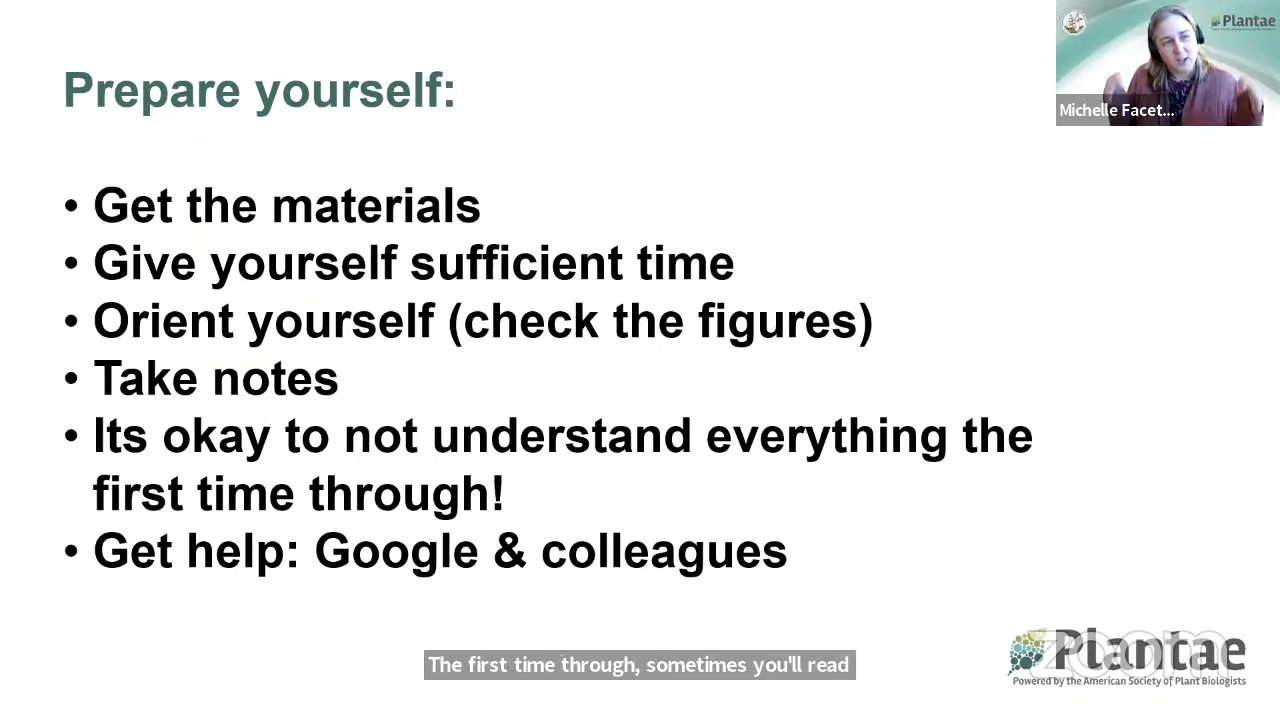 Plantae
Michelle Facet...
Prepare yourself:
• Get the materials
• Give yourself sufficient time
• Orient yourself (check the figures)
• Take notes
• Its okay to not understand everything the
first time through!
• Get help: Google & colleagues
The first time through, sometimes you'll read
zoom
Plantae
Powered by the American Society of Plant Biologists